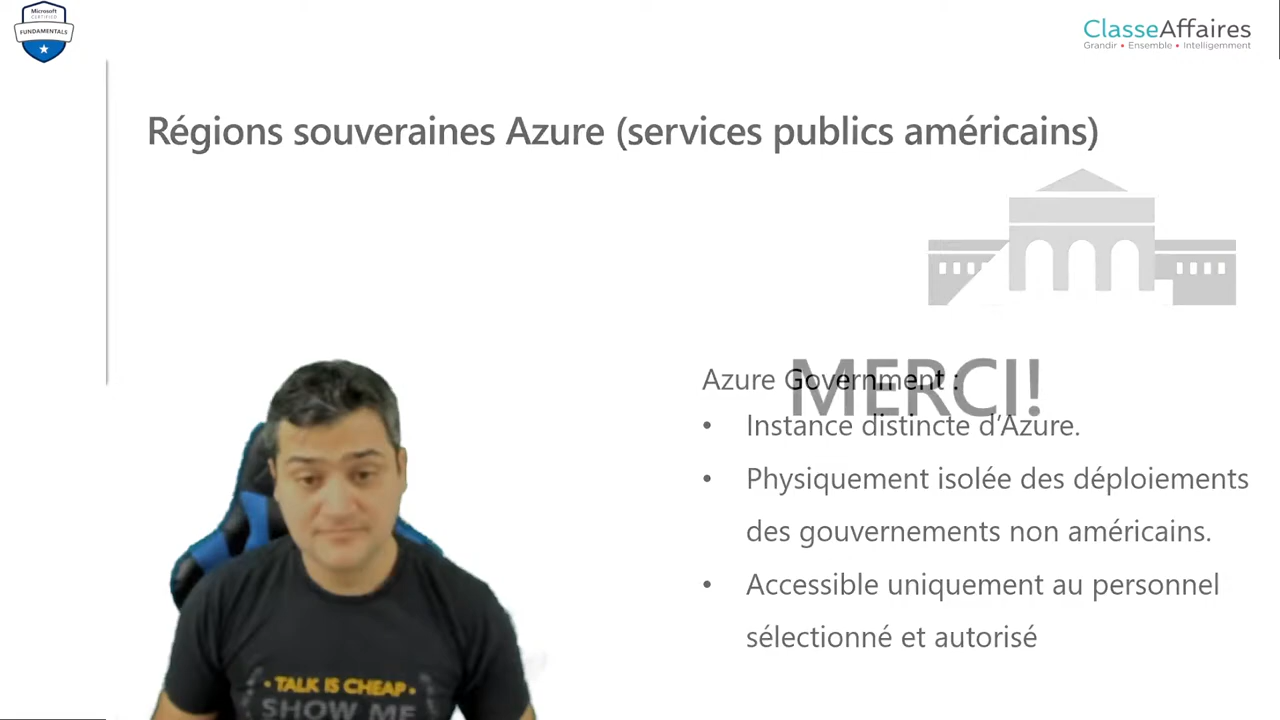 Microsoft
CERTIFIED
FUNDAMENTALS
ClasseAffaires
Grandir • Ensemble • Intelligemment
Régions souveraines Azure (services publics américains)
MERCI!
Azure Government :
• Instance distincte d’Azure.
• Physiquement isolée des déploiements
des gouvernements non américains.
• Accessible uniquement au personnel
sélectionné et autorisé
• TALK IS CHEAP •
SHOW ME